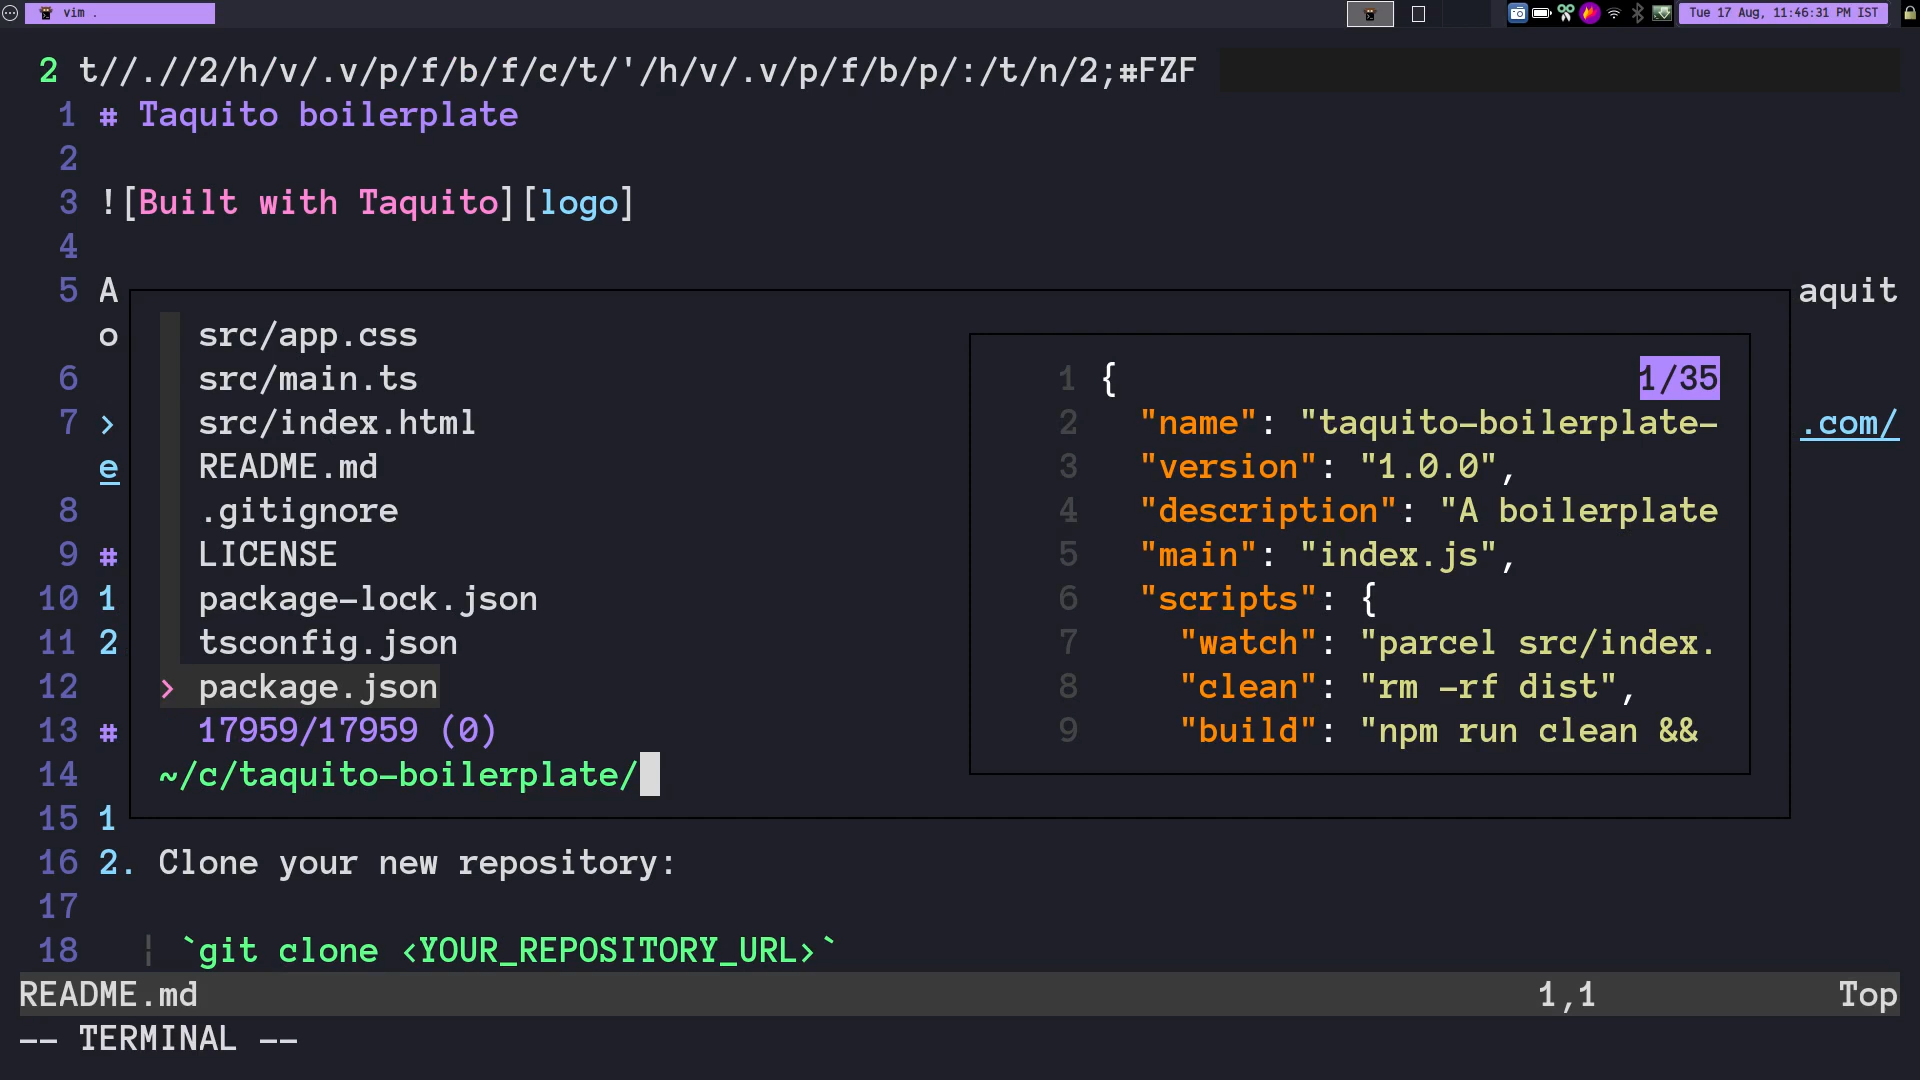 vim .
Tue 17 Aug, 11:46:31 PM IST
2 t//.//2/h/v/.v/p/f/b/f/c/t/'/h/v/.v/p/f/b/p/:/t/n/2;#FZF
1 # Taquito boilerplate
2
3 ![Built with Taquito][logo]
4
5 A aquit
o
6
7 > .com/
e
8
9 #
10 1
11 2
12
13 #
14
15 1
src/app.css
src/main.ts
src/index.html
README.md
.gitignore
LICENSE
package-lock.json
tsconfig.json
> package.json
17959/17959 (0)
~/c/taquito-boilerplate/
1 { 1/35
2 "name": "taquito-boilerplate-
3 "version": "1.0.0",
4 "description": "A boilerplate
5 "main": "index.js",
6 "scripts": {
7 "watch": "parcel src/index.
8 "clean": "rm -rf dist",
9 "build": "npm run clean &&
16 2. Clone your new repository:
17
18 ¦ `git clone <YOUR_REPOSITORY_URL>`
README.md 1,1 Top
-- TERMINAL --